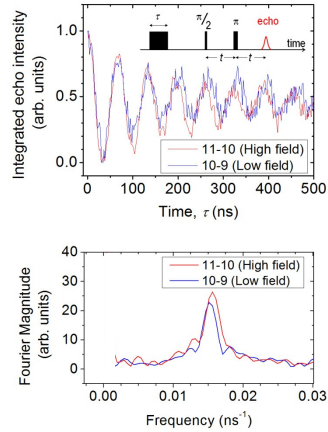 Integrated echo intensity
(arb. units)
1.0
0.5
0.0
τ
π/2
π
echo
time
t
t
11-10 (High field)
10-9 (Low field)
0
100
200
300
400
500
Time, τ (ns)
Fourier Magnitude
(arb. units)
40
30
20
10
0
11-10 (High field)
10-9 (Low field)
0.00
0.01
0.02
0.03
Frequency (ns⁻¹)